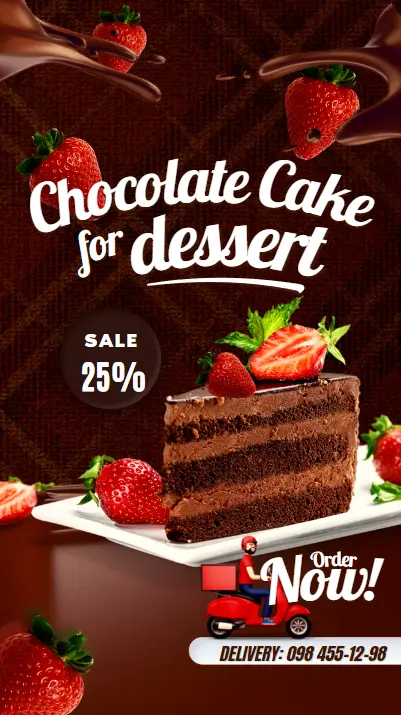 Chocolate Cake
for dessert
SALE
25%
Order
Now!
DELIVERY: 098 455-12-98